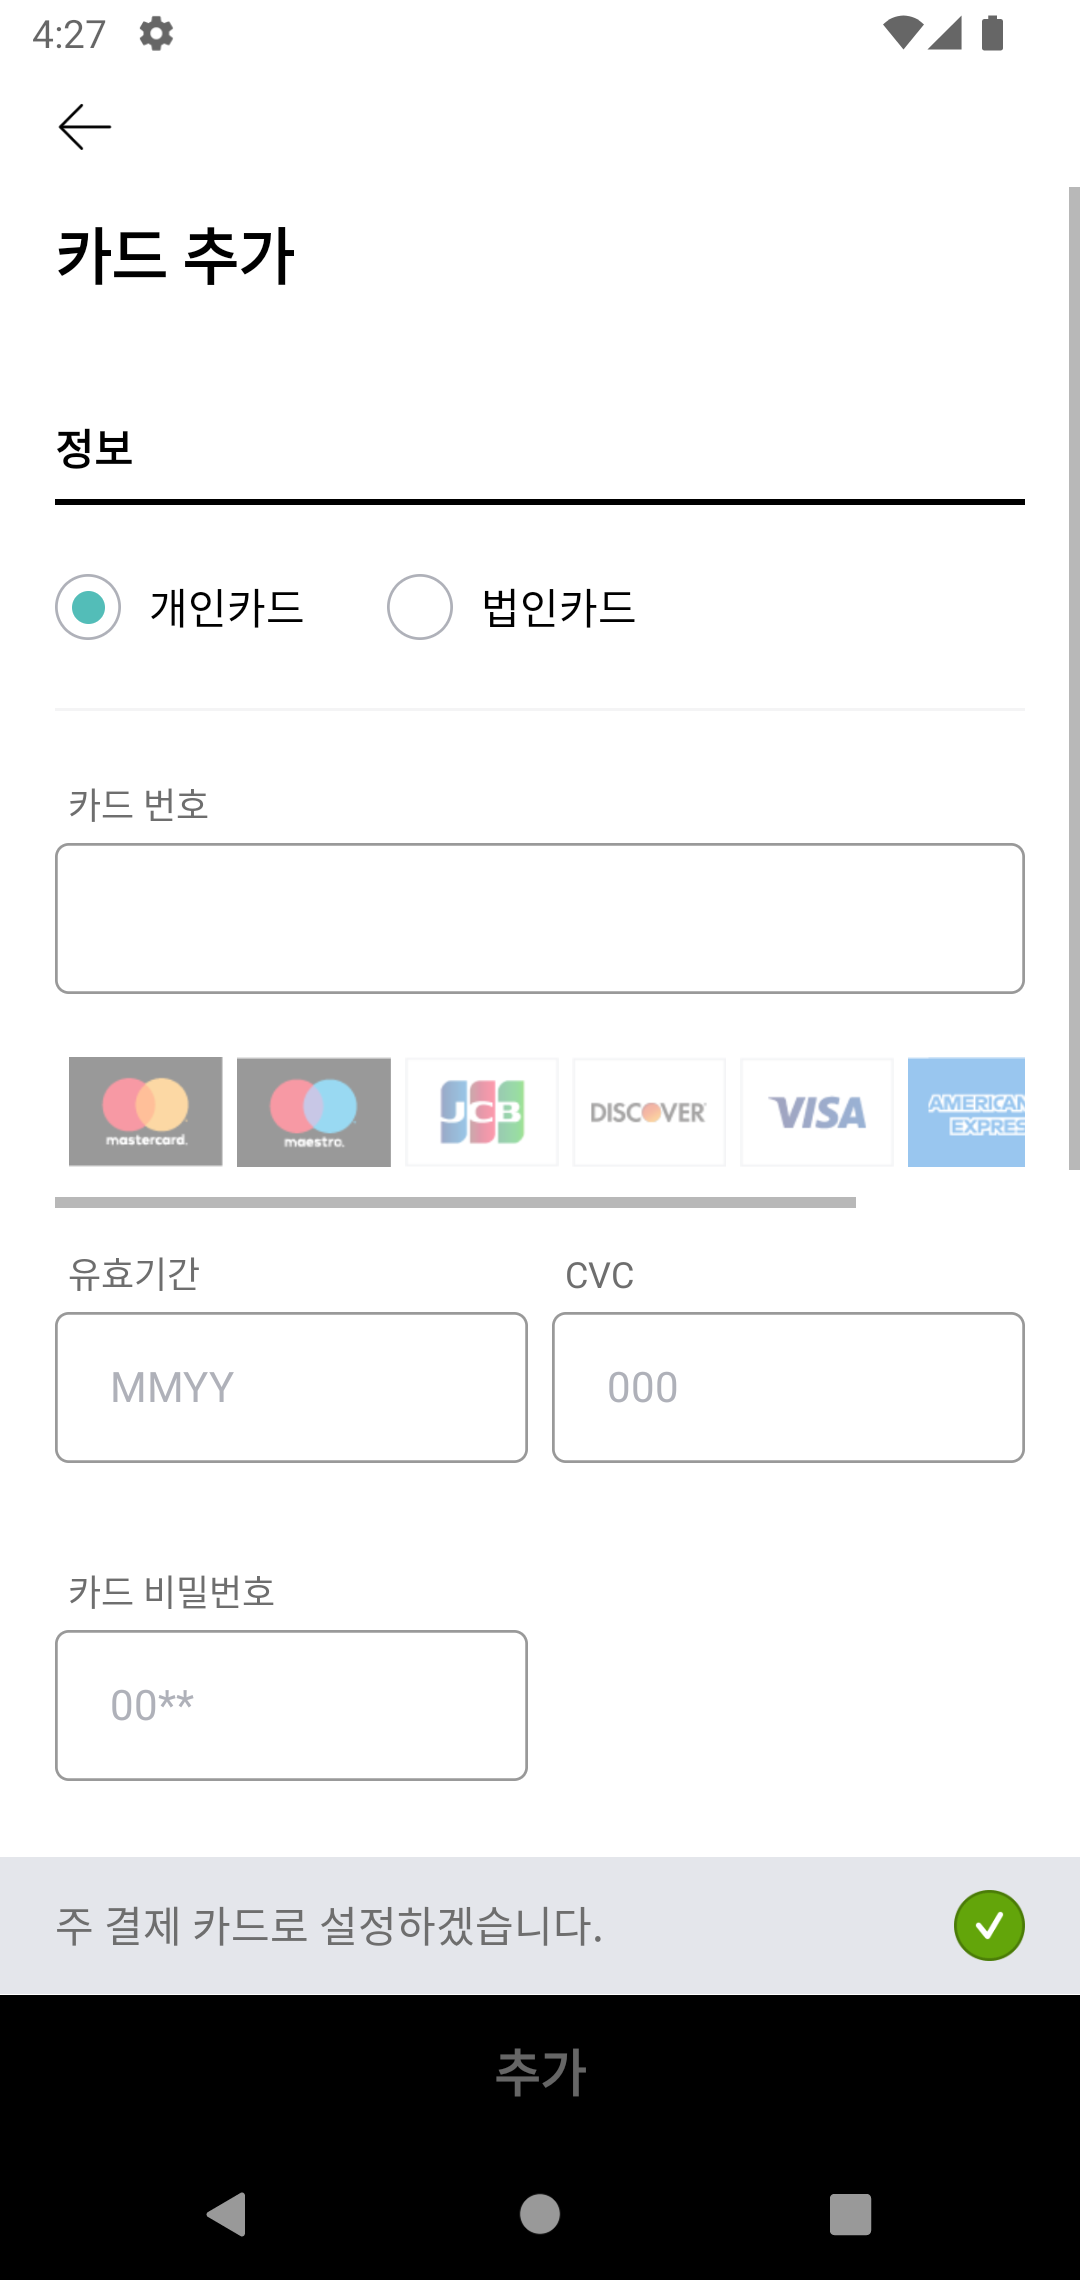 4:27
카드 추가
정보
개인카드 법인카드
카드 번호
mastercard. maestro. JCB DISCOVER VISA AMERICAN
EXPRES
유효기간 CVC
MMYY 000
카드 비밀번호
00**
주 결제 카드로 설정하겠습니다.
추가